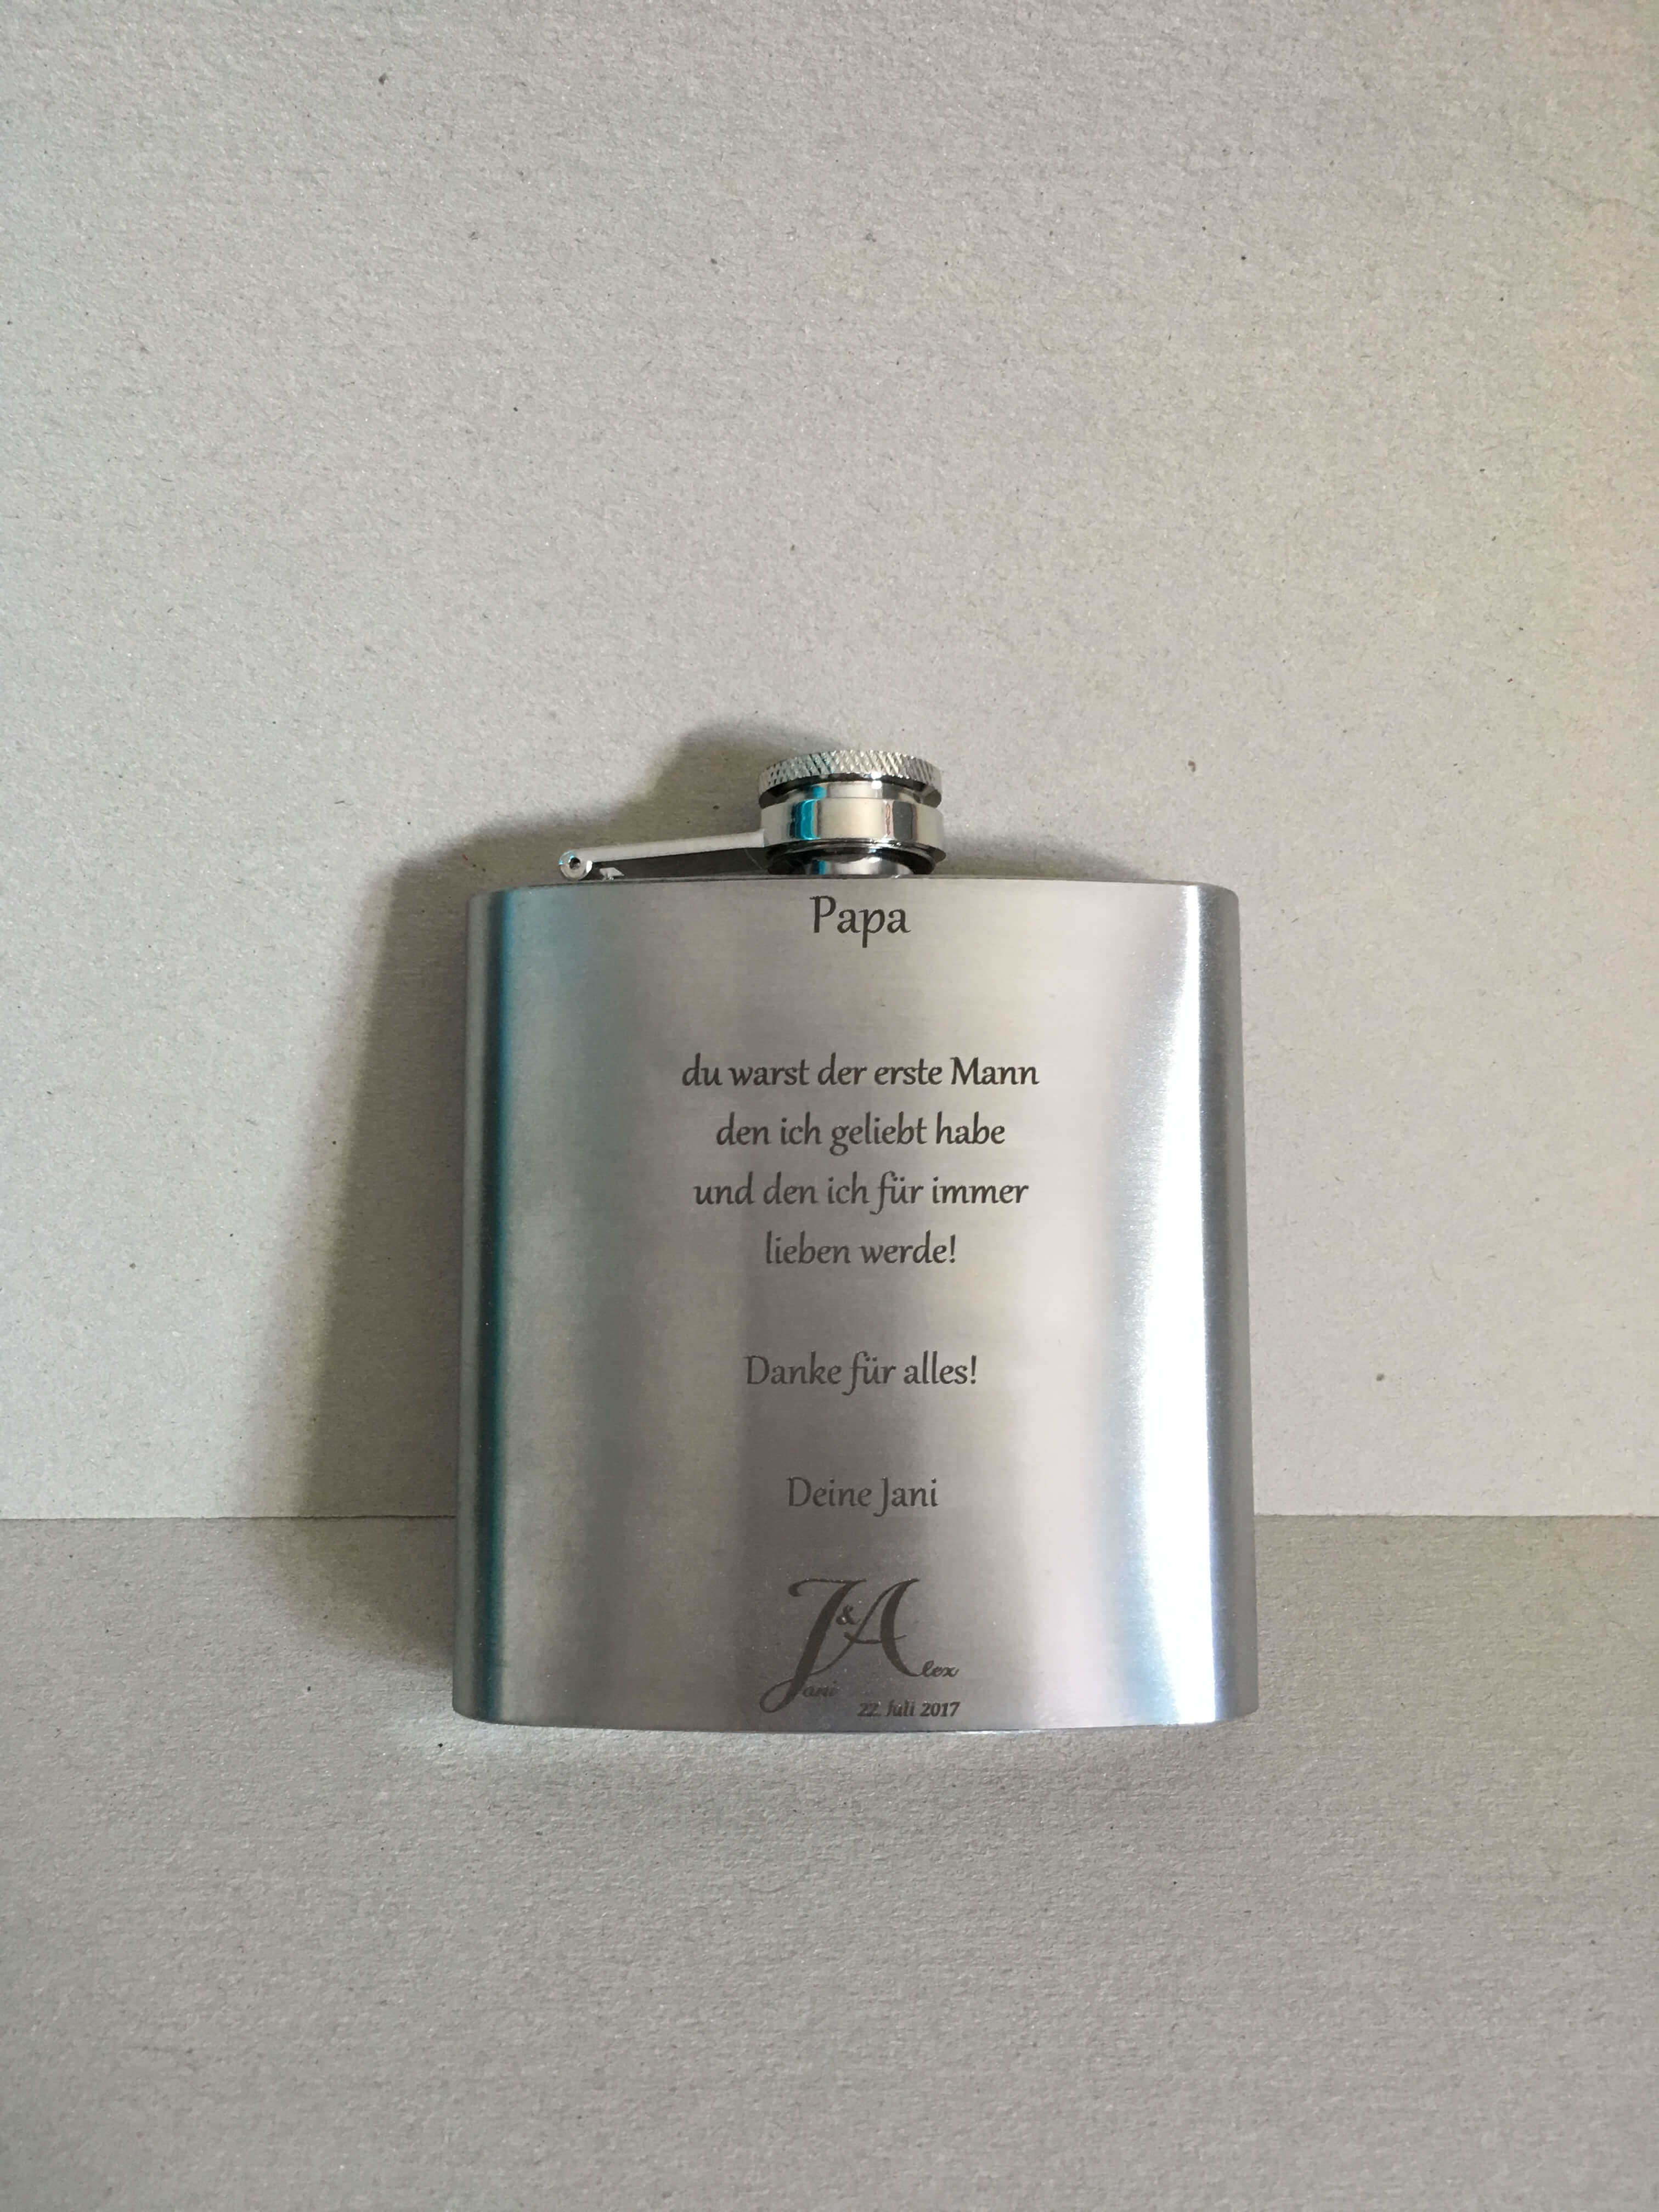 Papa
du warst der erste Mann
den ich geliebt habe
und den ich für immer
lieben werde!
Danke für alles!
Deine Jani
J&A
Jani Alex
22. Juli 2017